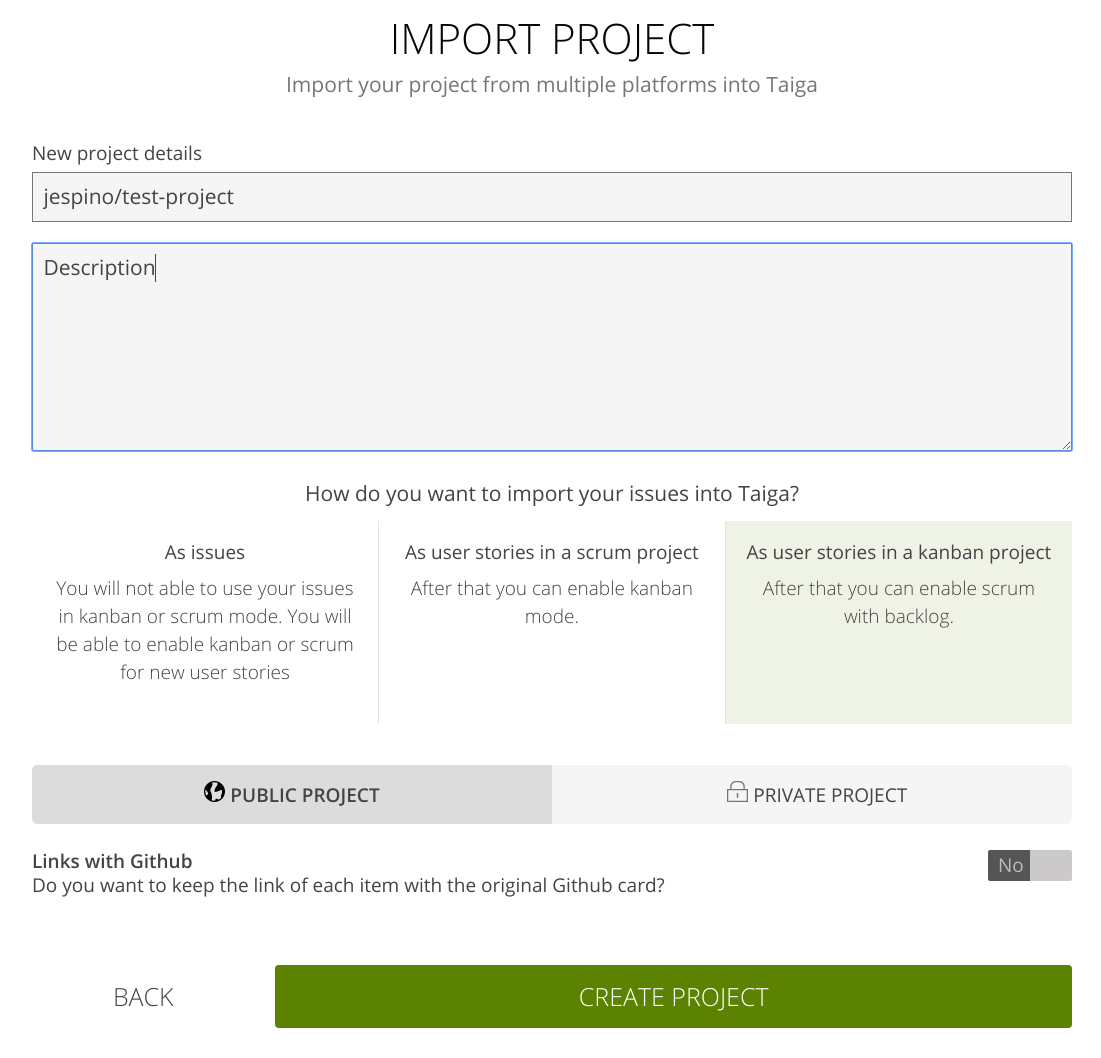 IMPORT PROJECT
Import your project from multiple platforms into Taiga
New project details
jespino/test-project
Description
How do you want to import your issues into Taiga?
As issues
You will not able to use your issues
in kanban or scrum mode. You will
be able to enable kanban or scrum
for new user stories
As user stories in a scrum project
After that you can enable kanban
mode.
As user stories in a kanban project
After that you can enable scrum
with backlog.
PUBLIC PROJECT
PRIVATE PROJECT
Links with Github
Do you want to keep the link of each item with the original Github card?
No
BACK
CREATE PROJECT